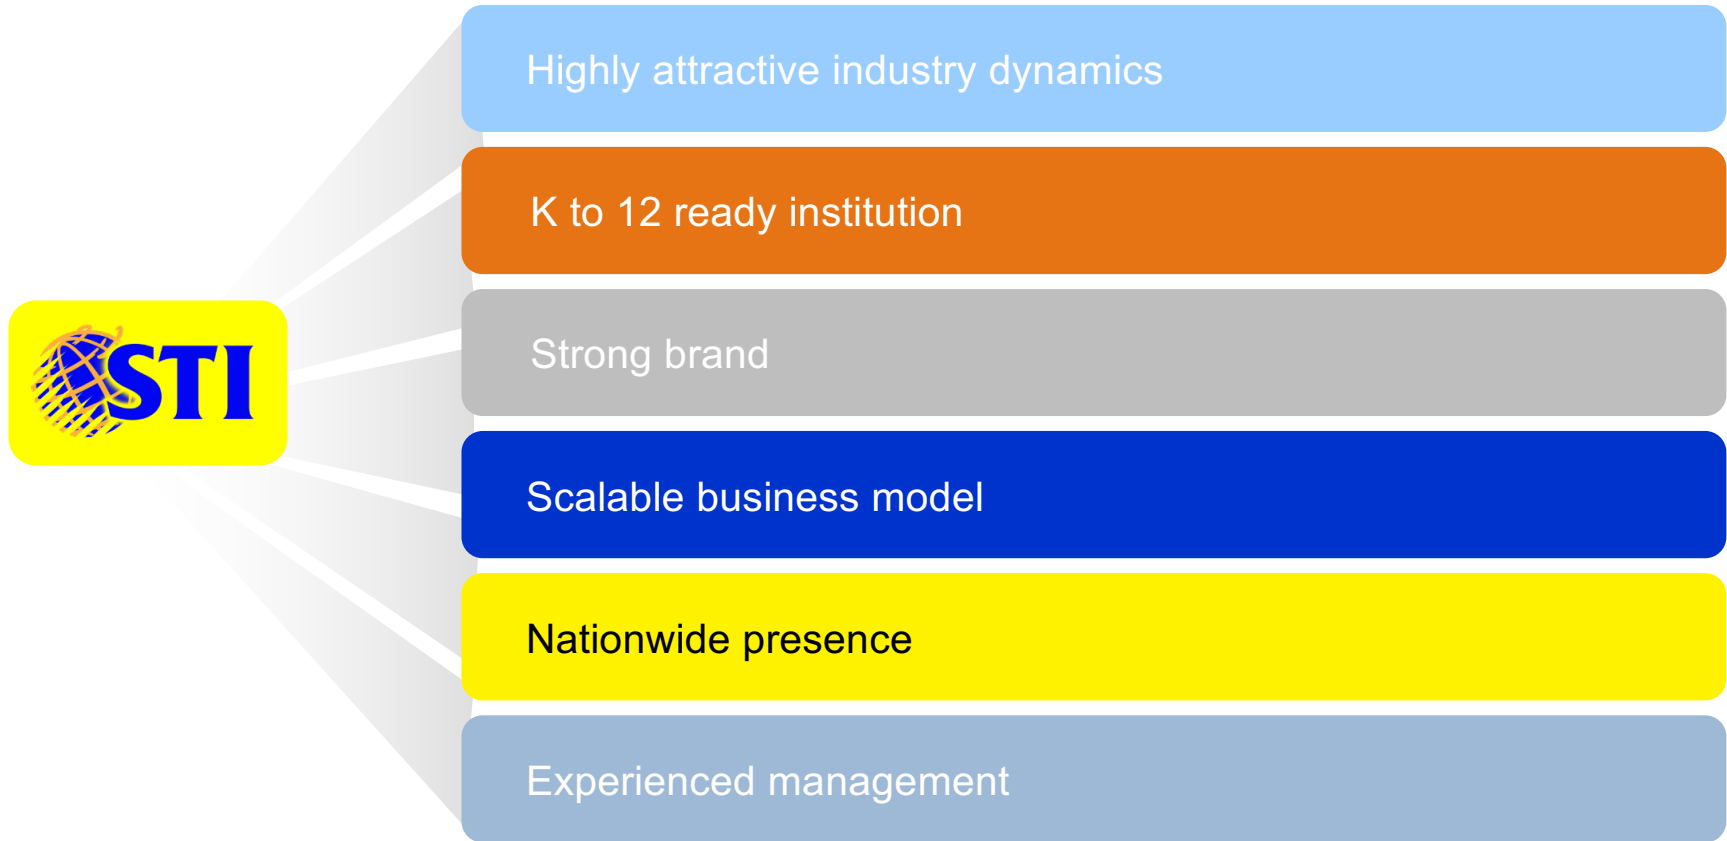 Highly attractive industry dynamics
K to 12 ready institution
Strong brand
STI
Scalable business model
Nationwide presence
Experienced management